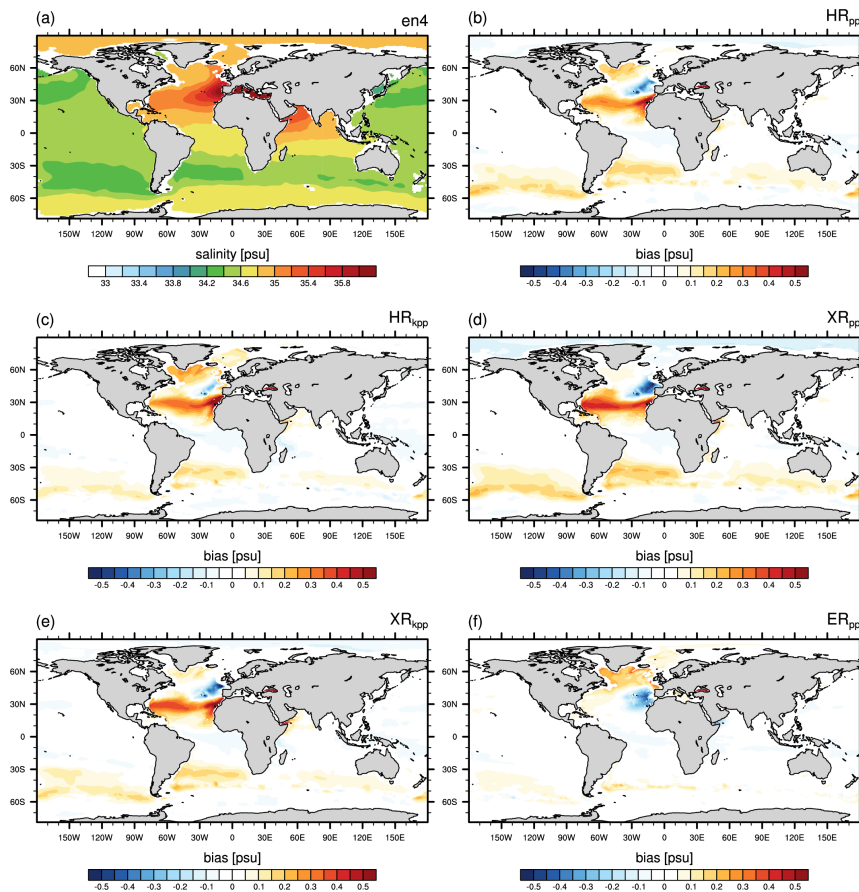 (a) en4
60N
30N
0
30S
60S
150W 120W 90W 60W 30W 0 30E 60E 90E 120E 150E
salinity [psu]
33 33.4 33.8 34.2 34.6 35 35.4 35.8
(b) HRpp
60N
30N
0
30S
60S
150W 120W 90W 60W 30W 0 30E 60E 90E 120E 150E
bias [psu]
-0.5 -0.4 -0.3 -0.2 -0.1 0 0.1 0.2 0.3 0.4 0.5
(c) HRkpp
60N
30N
0
30S
60S
150W 120W 90W 60W 30W 0 30E 60E 90E 120E 150E
bias [psu]
-0.5 -0.4 -0.3 -0.2 -0.1 0 0.1 0.2 0.3 0.4 0.5
(d) XRpp
60N
30N
0
30S
60S
150W 120W 90W 60W 30W 0 30E 60E 90E 120E 150E
bias [psu]
-0.5 -0.4 -0.3 -0.2 -0.1 0 0.1 0.2 0.3 0.4 0.5
(e) XRkpp
60N
30N
0
30S
60S
150W 120W 90W 60W 30W 0 30E 60E 90E 120E 150E
bias [psu]
-0.5 -0.4 -0.3 -0.2 -0.1 0 0.1 0.2 0.3 0.4 0.5
(f) ERpp
60N
30N
0
30S
60S
150W 120W 90W 60W 30W 0 30E 60E 90E 120E 150E
bias [psu]
-0.5 -0.4 -0.3 -0.2 -0.1 0 0.1 0.2 0.3 0.4 0.5